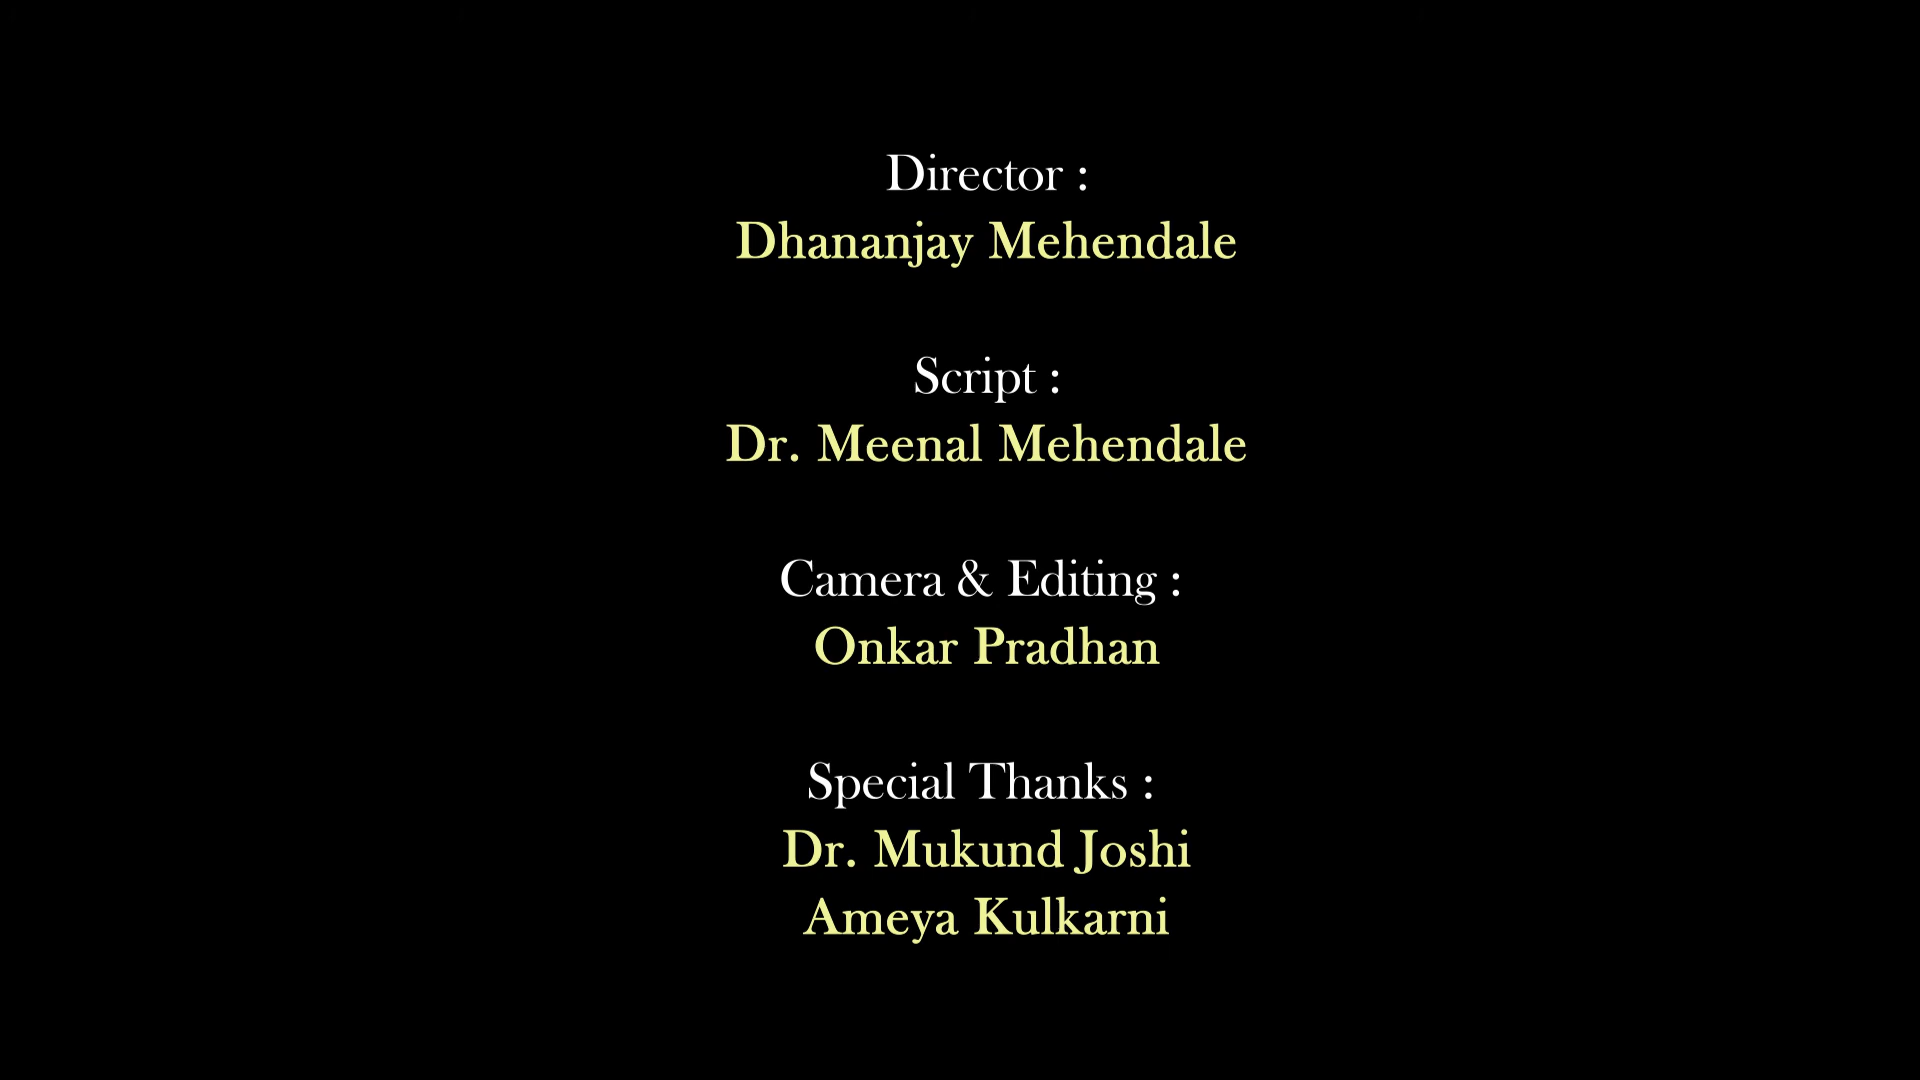 Director :
Dhananjay Mehendale
Script :
Dr. Meenal Mehendale
Camera & Editing :
Onkar Pradhan
Special Thanks :
Dr. Mukund Joshi
Ameya Kulkarni